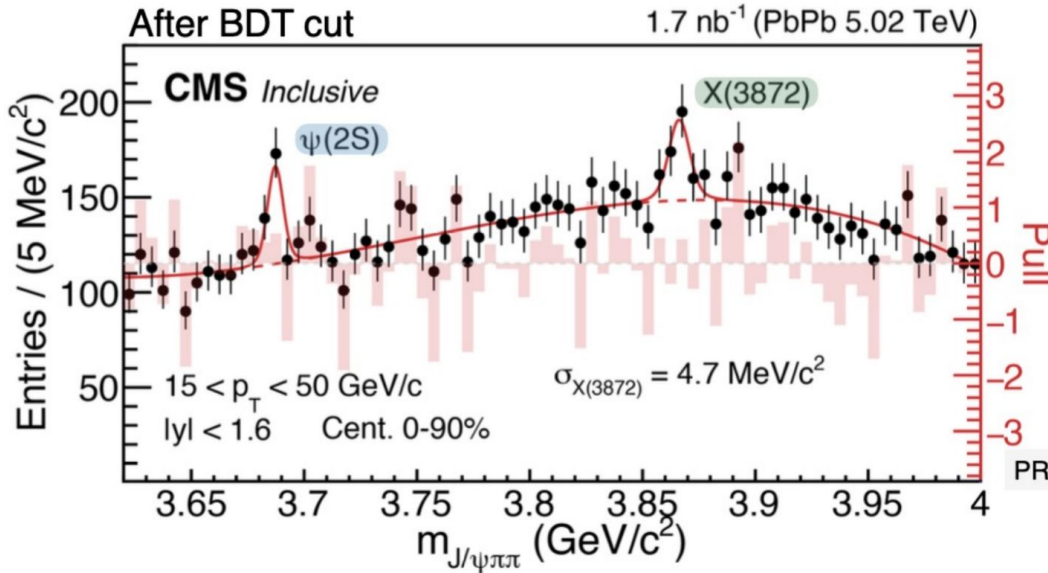 After BDT cut
1.7 nb⁻¹ (PbPb 5.02 TeV)
CMS Inclusive
ψ(2S)
X(3872)
Entries / (5 MeV/c²)
200
150
100
50
3
2
1
0
−1
−2
−3
Pull
15 < p_T < 50 GeV/c
σ_X(3872) = 4.7 MeV/c²
|y| < 1.6 Cent. 0-90%
PR
3.65 3.7 3.75 3.8 3.85 3.9 3.95 4
m_J/ψππ (GeV/c²)